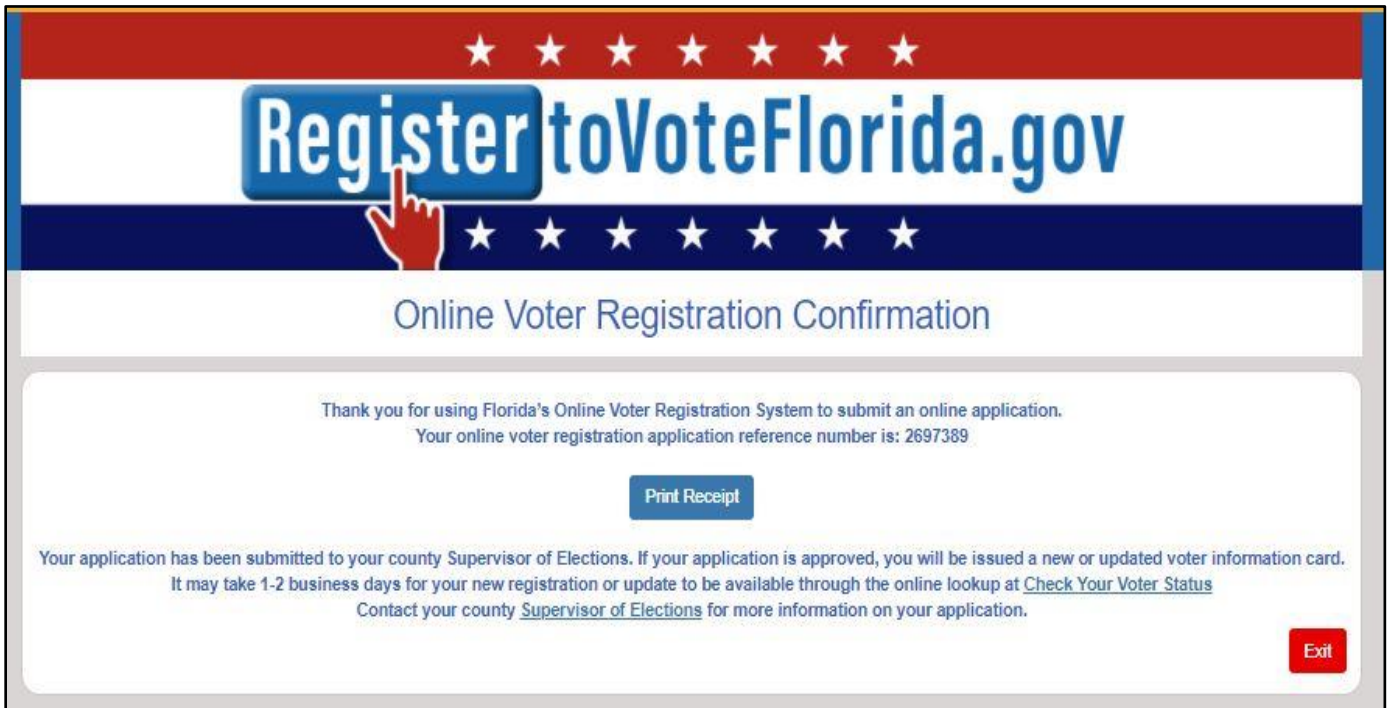 RegistertoVoteFlorida.gov
Online Voter Registration Confirmation
Thank you for using Florida's Online Voter Registration System to submit an online application.
Your online voter registration application reference number is: 2697389
Print Receipt
Your application has been submitted to your county Supervisor of Elections. If your application is approved, you will be issued a new or updated voter information card.
It may take 1-2 business days for your new registration or update to be available through the online lookup at Check Your Voter Status
Contact your county Supervisor of Elections for more information on your application.
Exit